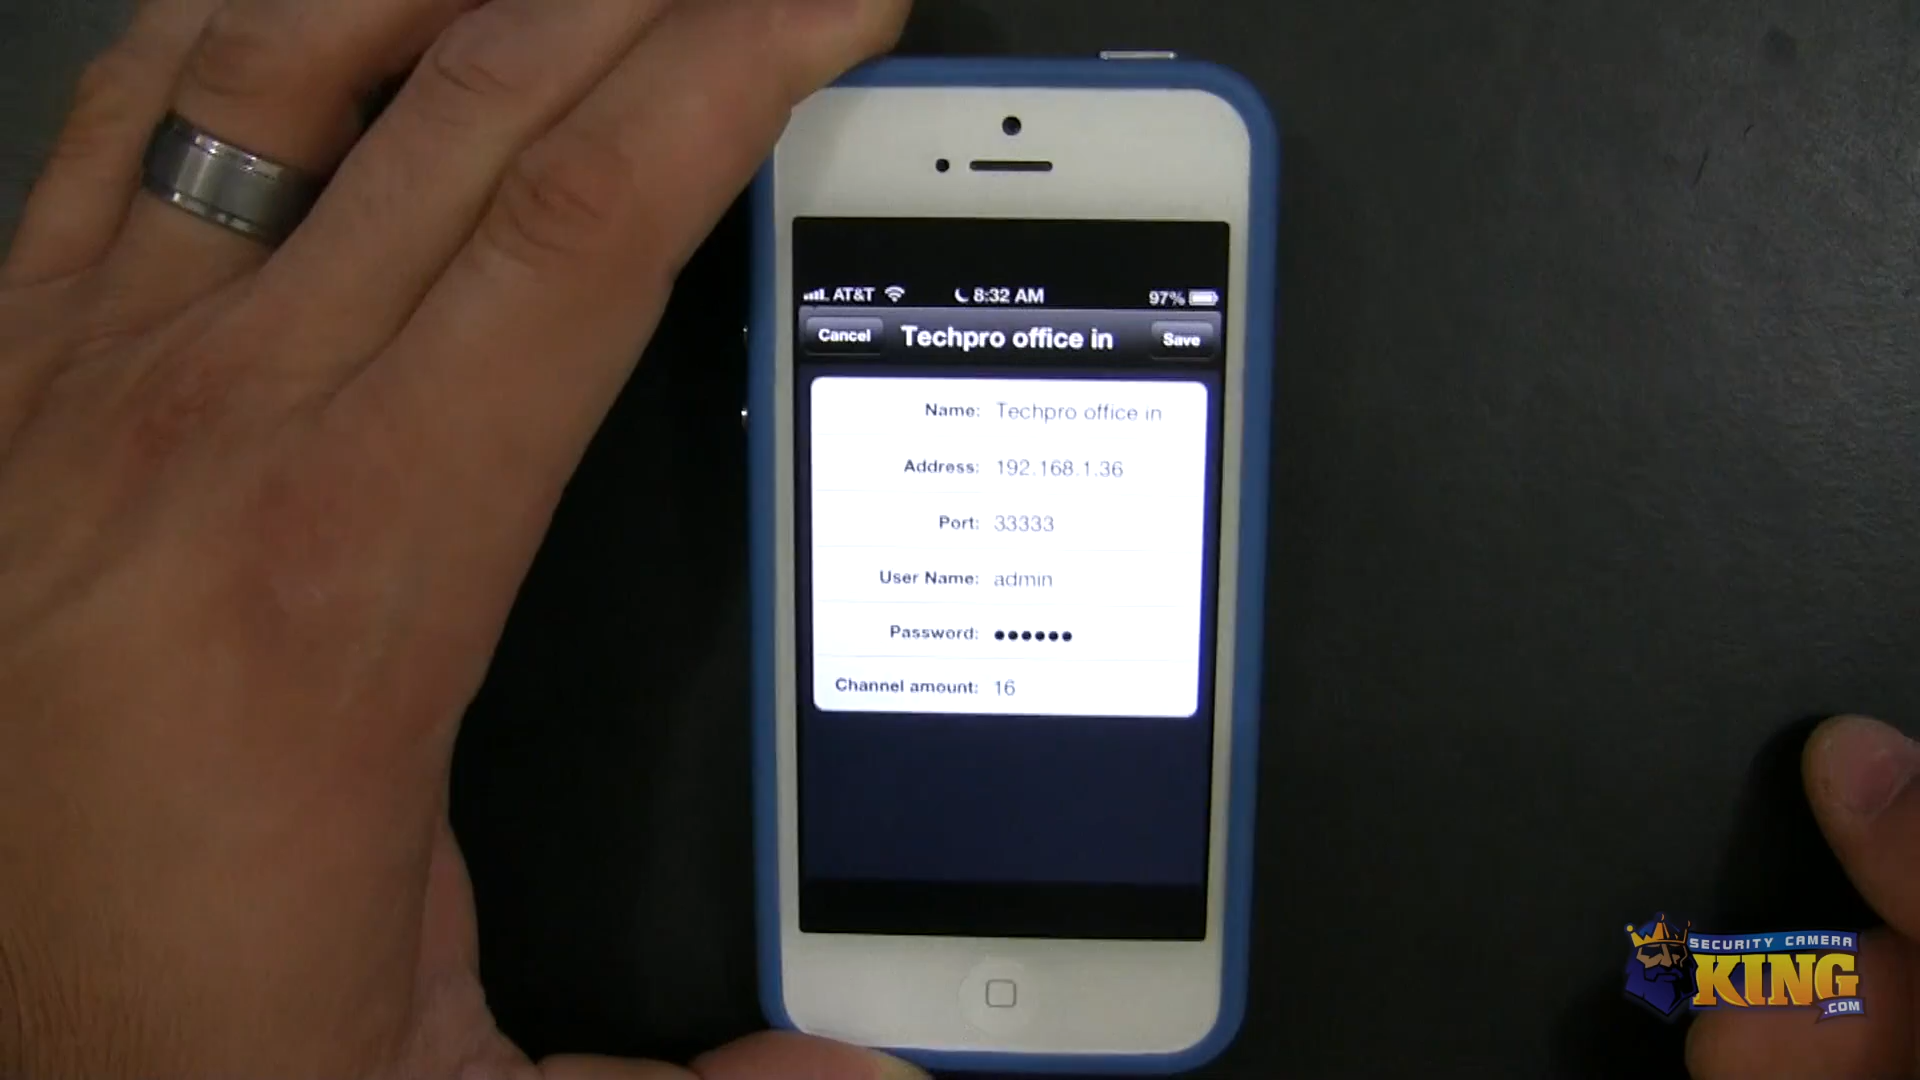 AT&T 8:32 AM 97%
Cancel Techpro office in Save
Name: Techpro office in
Address: 192.168.1.36
Port: 33333
User Name: admin
Password: ••••••
Channel amount: 16
SECURITY CAMERA
KING
.COM